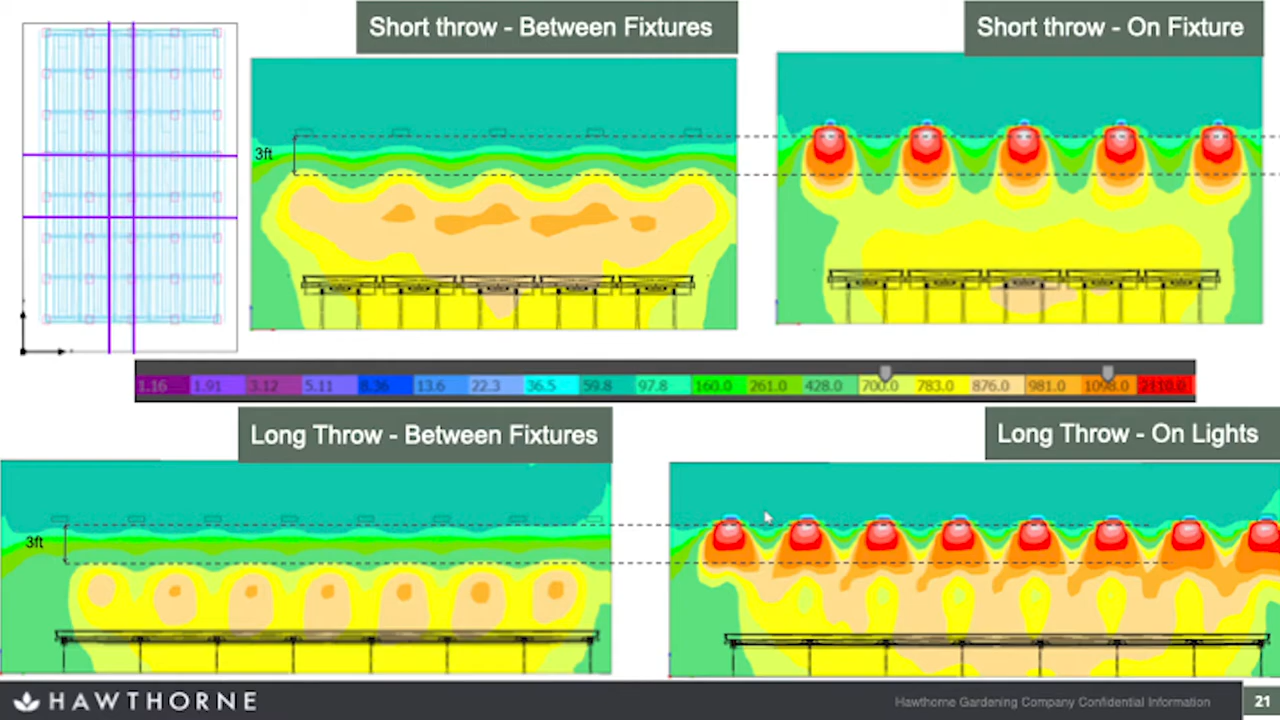 Short throw - Between Fixtures
Short throw - On Fixture
3ft
1.16 1.91 3.12 5.11 8.36 13.6 22.3 36.5 59.8 97.8 160.0 261.0 428.0 700.0 783.0 876.0 981.0 1098.0 2110.0
Long Throw - Between Fixtures
Long Throw - On Lights
3ft
HAWTHORNE
Hawthorne Gardening Company Confidential Information
21